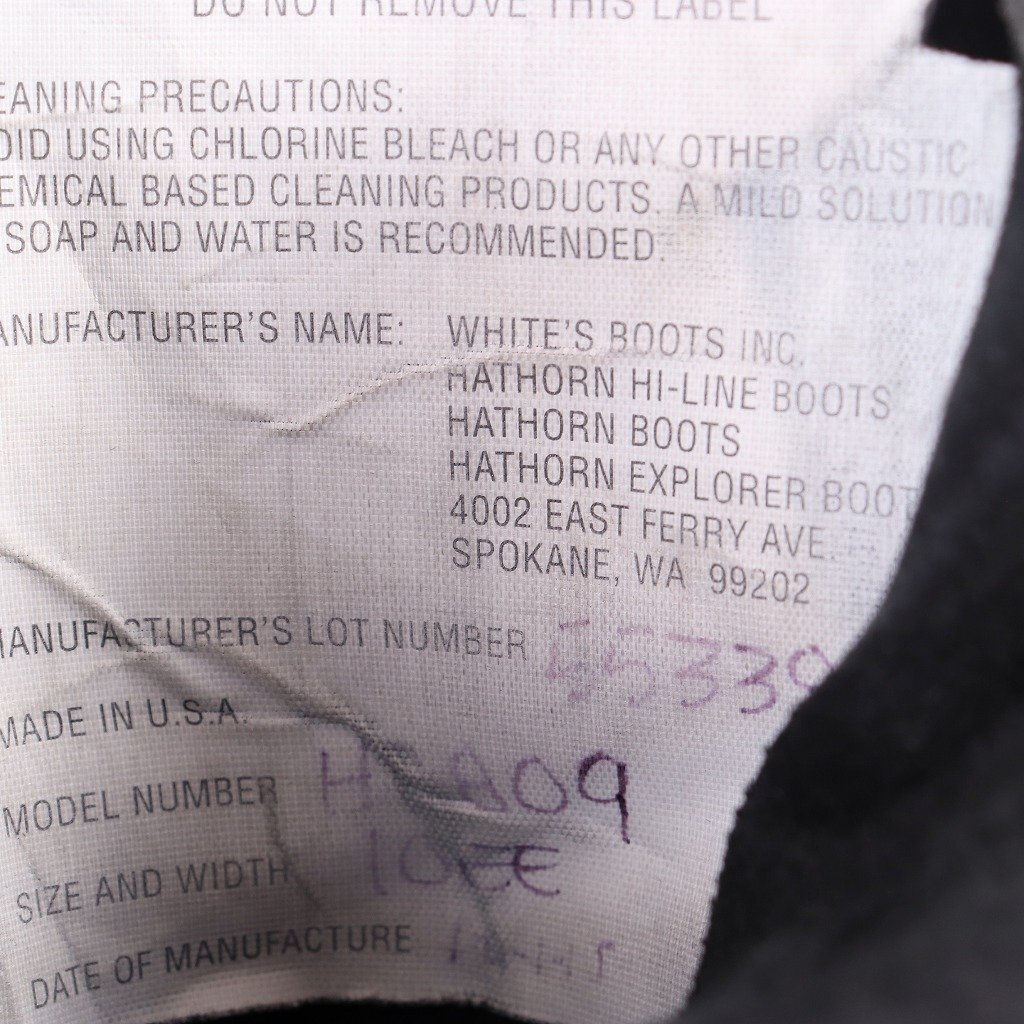 DO NOT REMOVE THIS LABEL
EANING PRECAUTIONS:
OID USING CHLORINE BLEACH OR ANY OTHER CAUSTIC
EMICAL BASED CLEANING PRODUCTS. A MILD SOLUTION
SOAP AND WATER IS RECOMMENDED.
ANUFACTURER'S NAME: WHITE'S BOOTS INC.
HATHORN HI-LINE BOOTS
HATHORN BOOTS
HATHORN EXPLORER BOOT
4002 EAST FERRY AVE.
SPOKANE, WA 99202
MANUFACTURER'S LOT NUMBER 55339
MADE IN U.S.A.
MODEL NUMBER
SIZE AND WIDTH 10EE
DATE OF MANUFACTURE